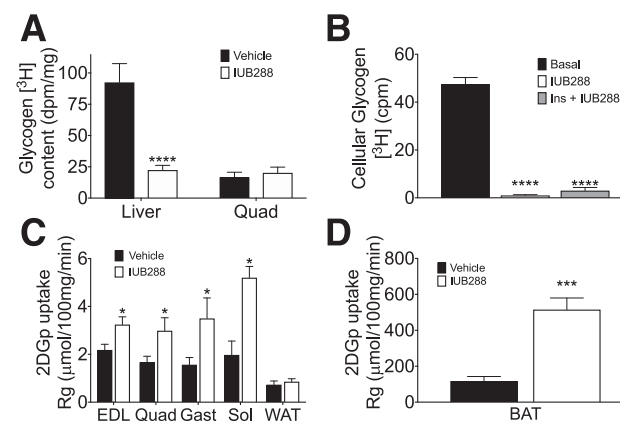 A
Glycogen [³H]
content (dpm/mg)
100
75
50
25
0
Vehicle
IUB288
****
Liver Quad
B
Cellular Glycogen
[³H] (cpm)
60
40
20
0
Basal
IUB288
Ins + IUB288
**** ****
C
2DGp uptake
Rg (μmol/100mg/min)
6
4
2
0
Vehicle
IUB288
* * * *
EDL Quad Gast Sol WAT
D
2DGp uptake
Rg (μmol/100mg/min)
800
600
400
200
0
Vehicle
IUB288
***
BAT